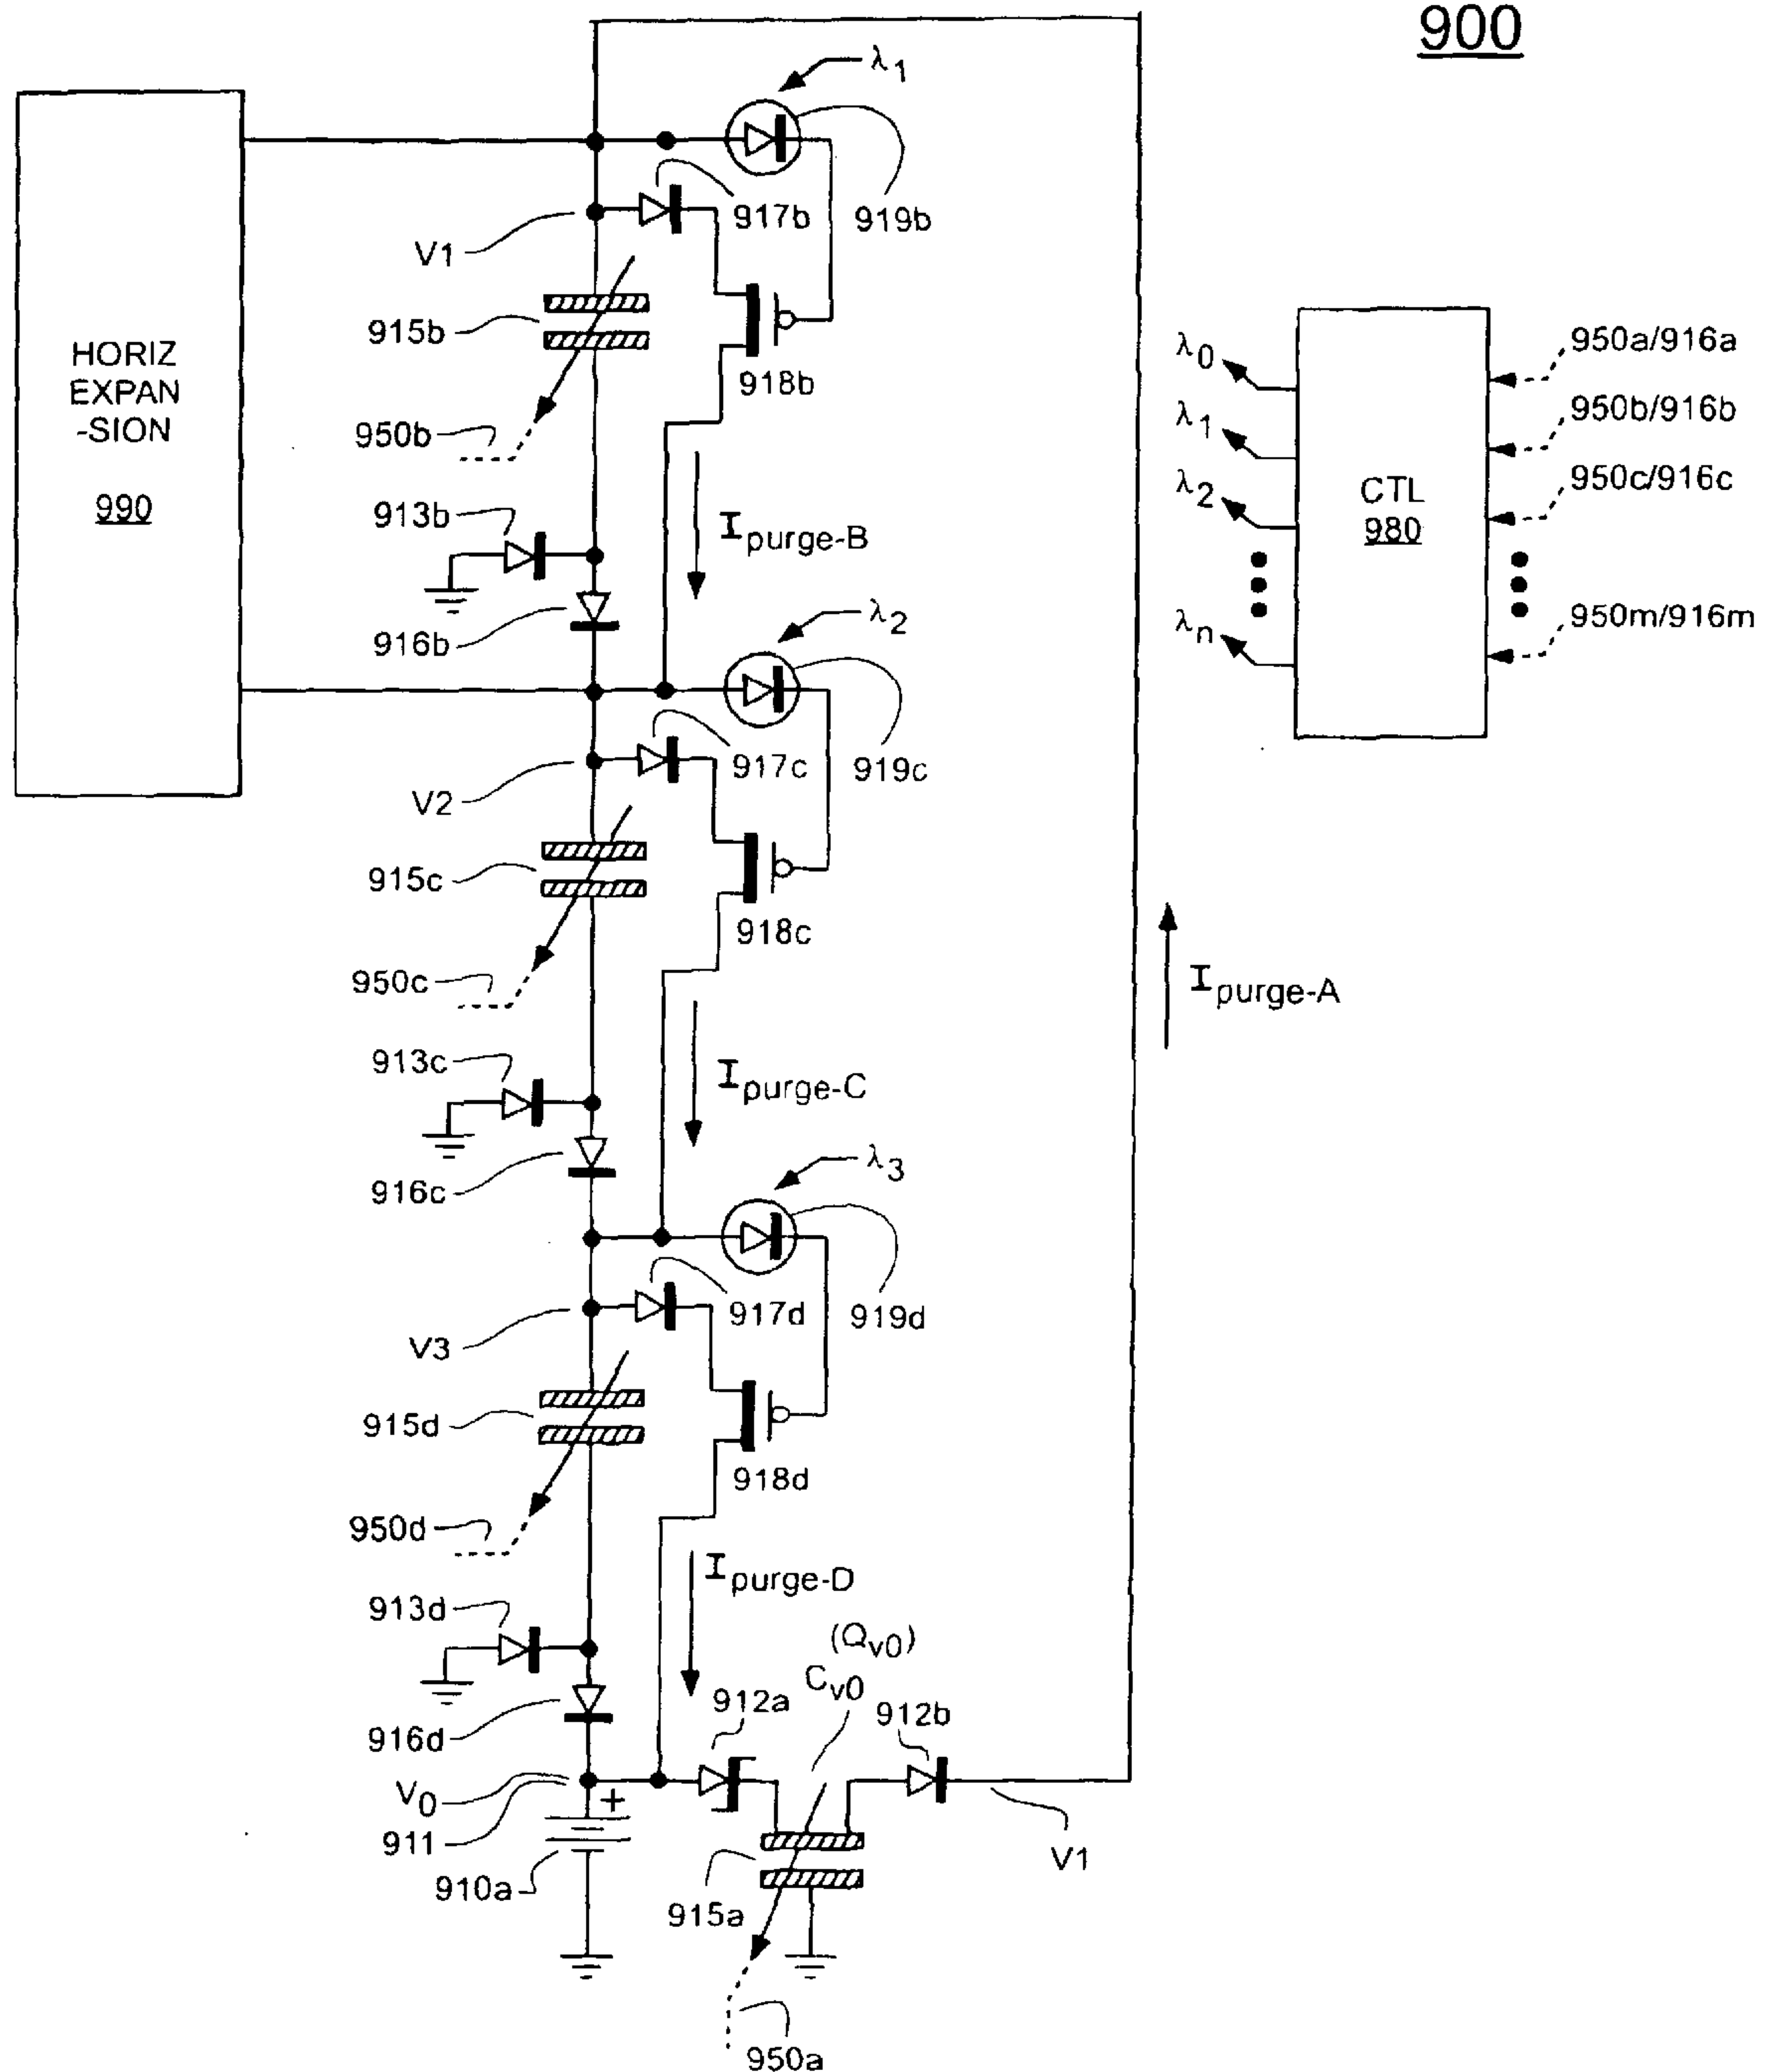 900
λ1
917b
919b
V1
915b
918b
950b
HORIZ
EXPAN
-SION
990
913b
Ipurge-B
916b
λ2
917c
919c
V2
915c
918c
950c
λ0
λ1
λ2
λn
CTL
980
950a/916a
950b/916b
950c/916c
950m/916m
Ipurge-A
913c
Ipurge-C
916c
λ3
917d
919d
V3
915d
918d
950d
Ipurge-D
913d
(Qv0)
Cv0
912a
912b
916d
V0
+
911
910a
915a
V1
950a